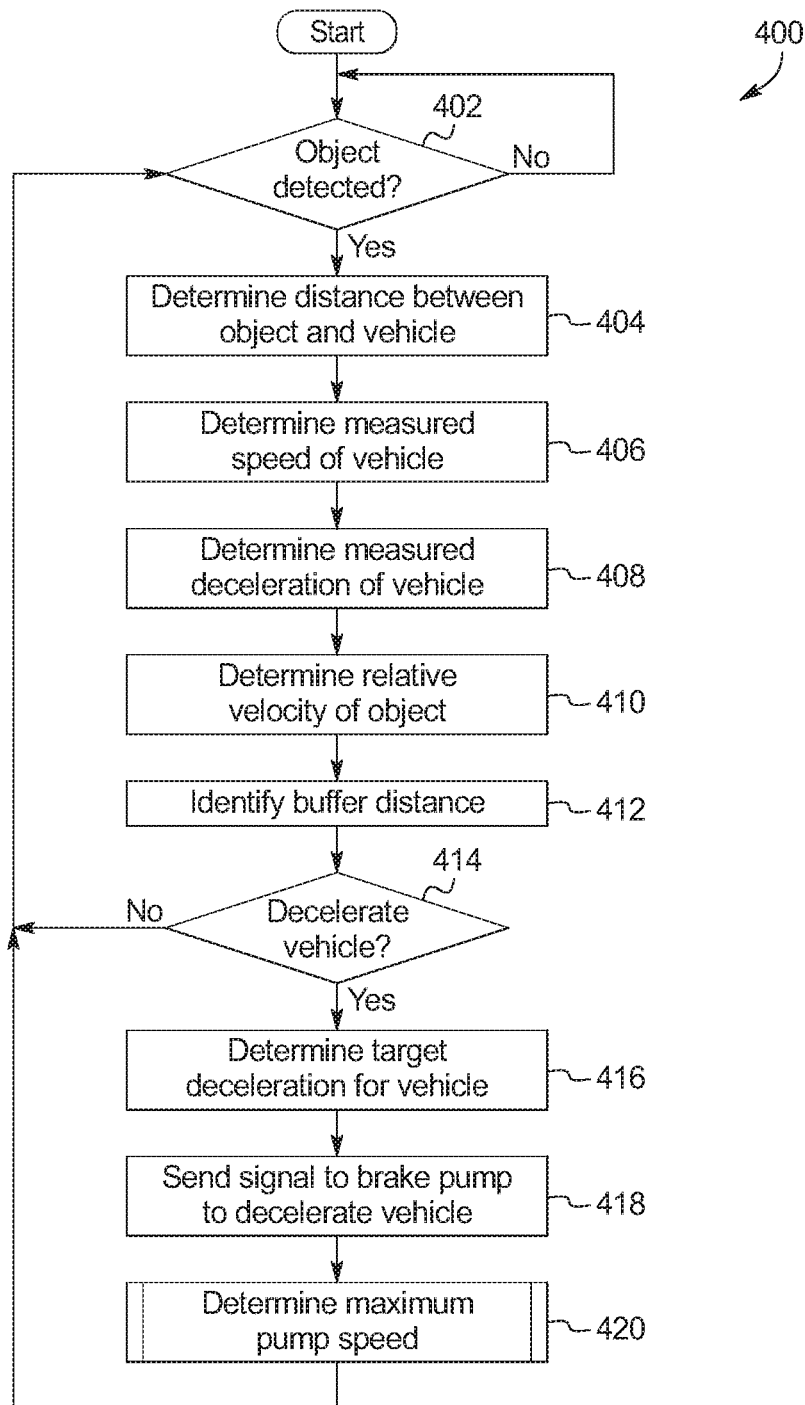 Start
400
402
Object
detected?
No
Yes
Determine distance between
object and vehicle
404
Determine measured
speed of vehicle
406
Determine measured
deceleration of vehicle
408
Determine relative
velocity of object
410
Identify buffer distance
412
414
No
Decelerate
vehicle?
Yes
Determine target
deceleration for vehicle
416
Send signal to brake pump
to decelerate vehicle
418
Determine maximum
pump speed
420